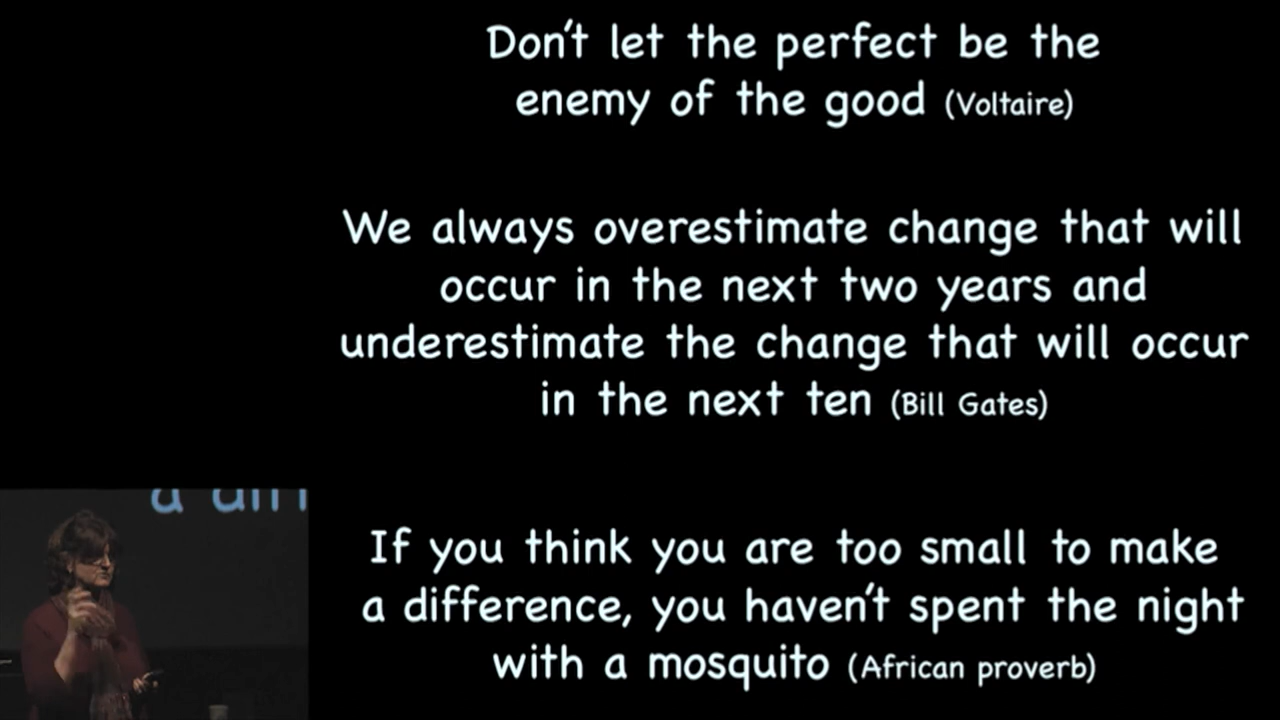 Don't let the perfect be the
enemy of the good (Voltaire)
We always overestimate change that will
occur in the next two years and
underestimate the change that will occur
in the next ten (Bill Gates)
If you think you are too small to make
a difference, you haven't spent the night
with a mosquito (African proverb)